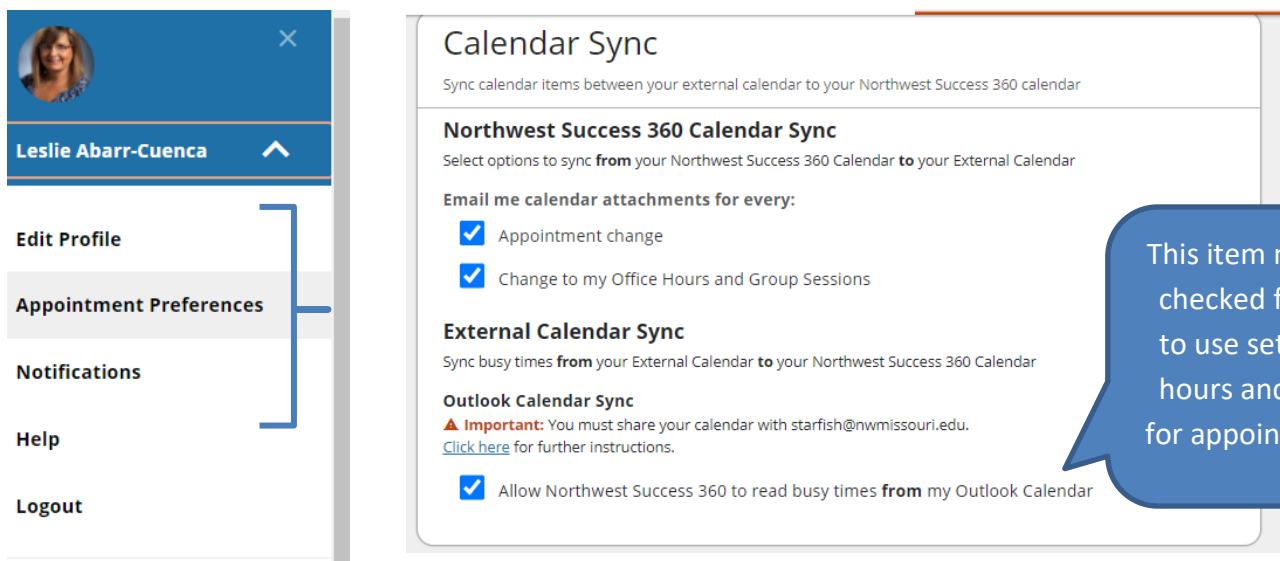 Leslie Abarr-Cuenca
Edit Profile
Appointment Preferences
Notifications
Help
Logout
Calendar Sync
Sync calendar items between your external calendar to your Northwest Success 360 calendar
Northwest Success 360 Calendar Sync
Select options to sync from your Northwest Success 360 Calendar to your External Calendar
Email me calendar attachments for every:
Appointment change
Change to my Office Hours and Group Sessions
External Calendar Sync
Sync busy times from your External Calendar to your Northwest Success 360 Calendar
Outlook Calendar Sync
Important: You must share your calendar with starfish@nwmissouri.edu.
Click here for further instructions.
Allow Northwest Success 360 to read busy times from my Outlook Calendar
This item
checked
to use
hours
for